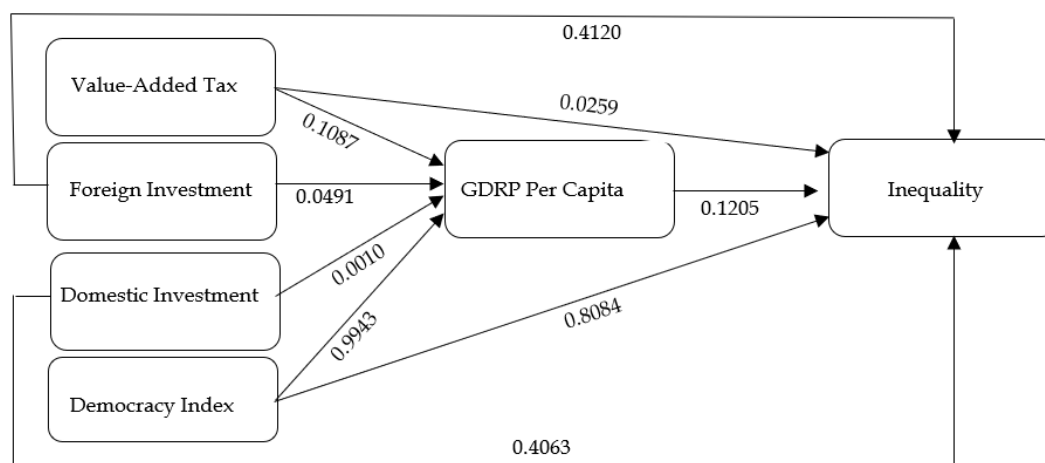 0.4120
Value-Added Tax
0.0259
0.1087
Foreign Investment
0.0491
GDRP Per Capita
0.1205
Inequality
Domestic Investment
0.0010
0.9943
0.8084
Democracy Index
0.4063